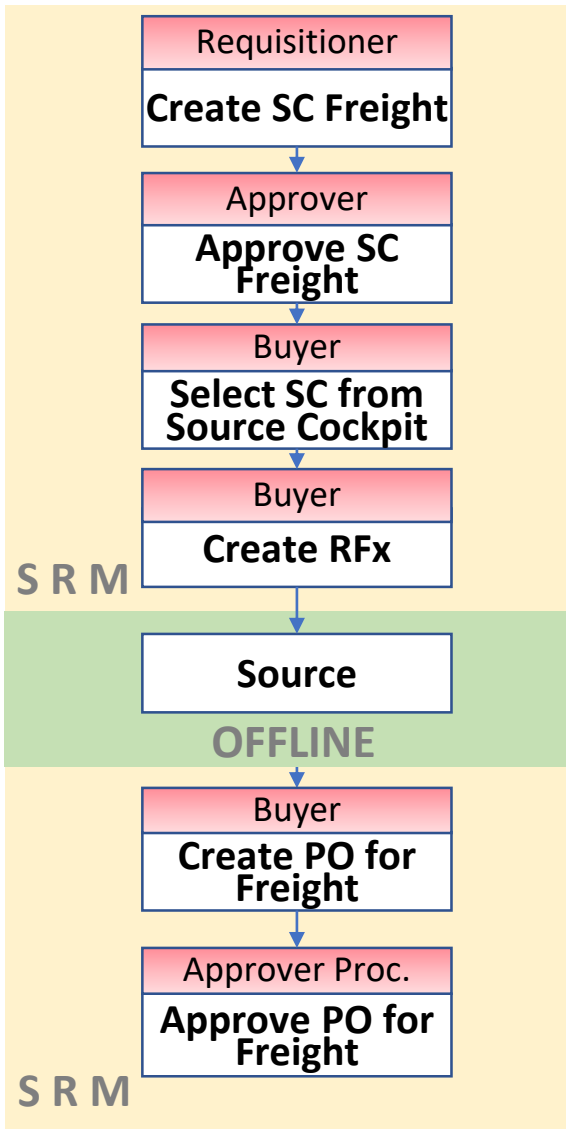 Requisitioner
Create SC Freight
Approver
Approve SC
Freight
Buyer
Select SC from
Source Cockpit
Buyer
Create RFx
S R M
Source
OFFLINE
Buyer
Create PO for
Freight
Approver Proc.
Approve PO for
Freight
S R M